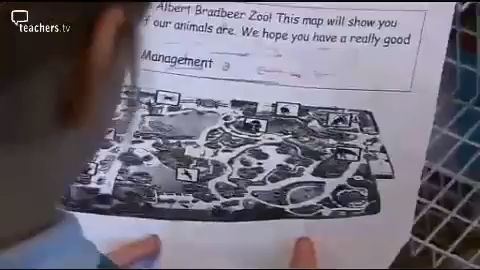 teachers.tv
Albert Bradbeer Zoo! This map will show you
f our animals are. We hope you have a really good
Management